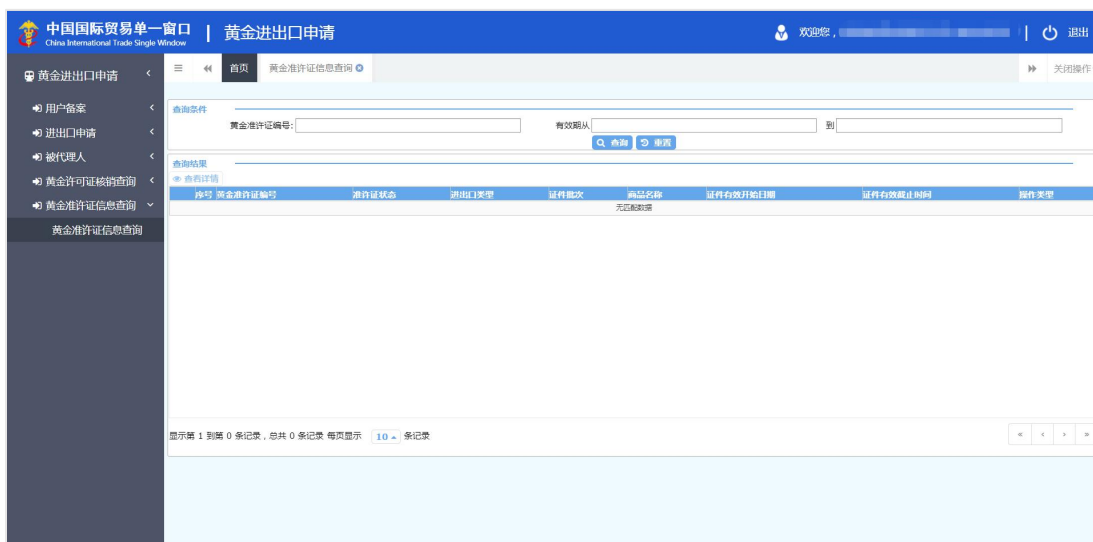 中国国际贸易单一窗口 | 黄金进出口申请 欢迎您， 退出
China International Trade Single Window
黄金进出口申请
首页 黄金准许证信息查询 关闭操作
用户备案
进出口申请
被代理人
黄金许可证核销查询
黄金准许证信息查询
黄金准许证信息查询
查询条件
黄金准许证编号: 有效期从 到
查询 重置
查询结果
查看详情
序号 黄金准许证编号 准许证状态 进出口类型 证件批次 商品名称 证件有效开始日期 证件有效截止时间 操作类型
无匹配数据
显示第 1 到第 0 条记录，总共 0 条记录 每页显示 10 条记录